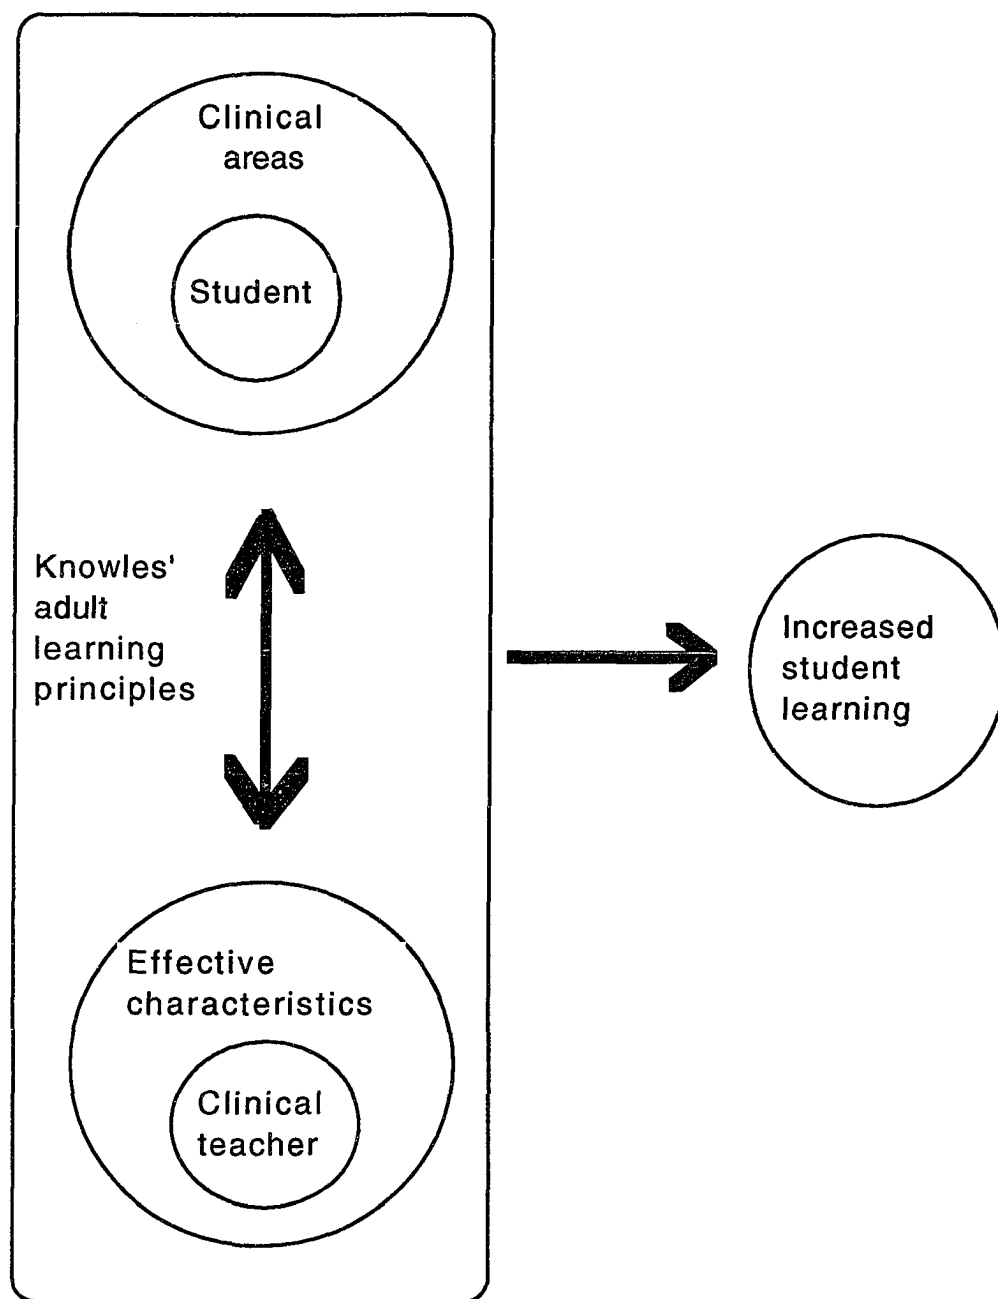 Clinical
areas
Student
Knowles'
adult
learning
principles
Increased
student
learning
Effective
characteristics
Clinical
teacher